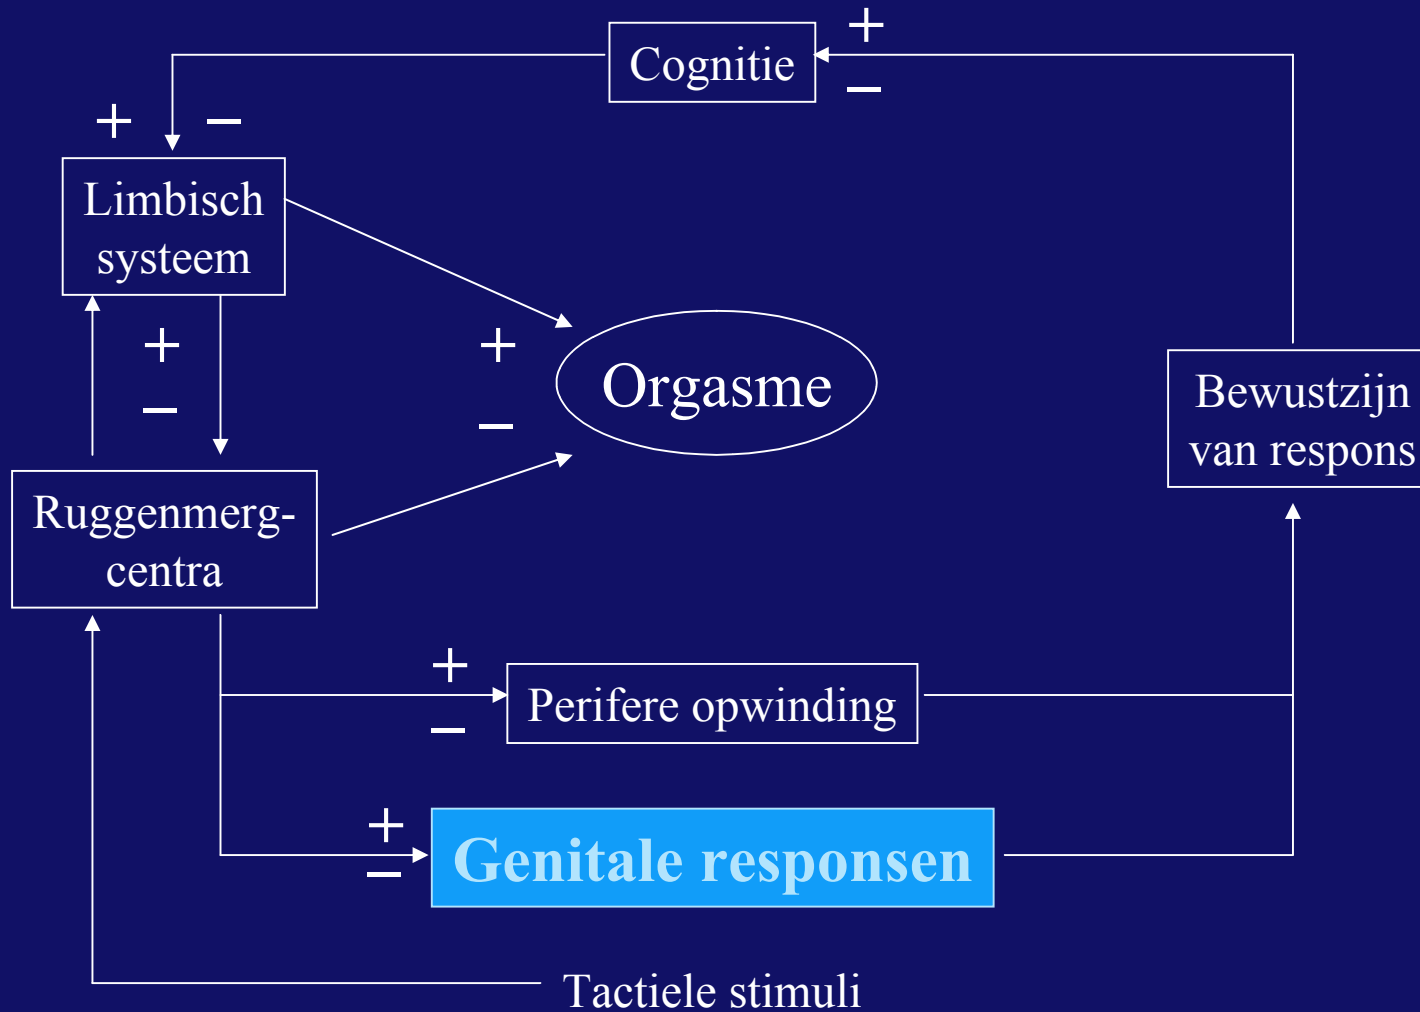 Cognitie
+
–
+ –
Limbisch
systeem
+
–
+
–
Orgasme
Bewustzijn
van respons
Ruggenmerg-
centra
+
–
Perifere opwinding
+
–
Genitale responsen
Tactiele stimuli